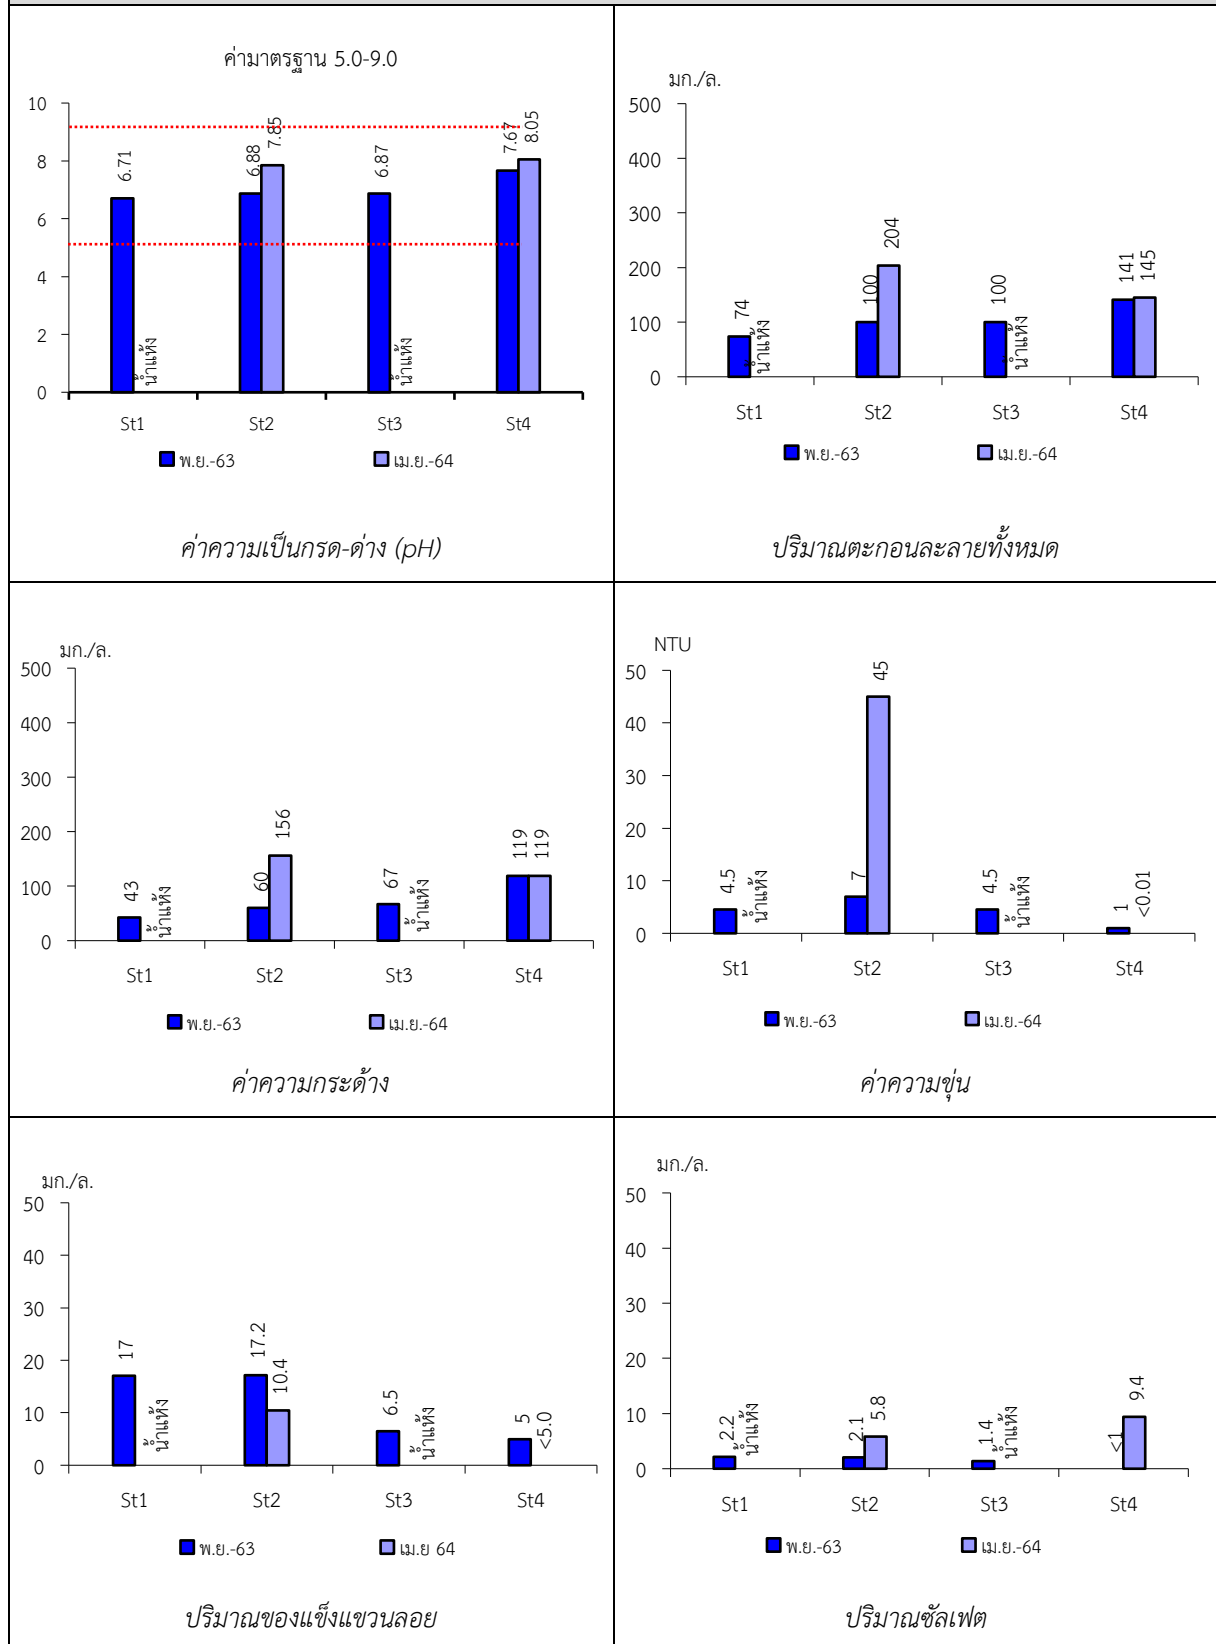 ค่ามาตรฐาน 5.0-9.0
10
8
6
4
2
0
6.71
น้ำแห้ง
6.88
7.85
6.87
น้ำแห้ง
7.67
8.05
St1 St2 St3 St4
พ.ย.-63 เม.ย.-64
ค่าความเป็นกรด-ด่าง (pH)
มก./ล.
500
400
300
200
100
0
74
น้ำแห้ง
100
204
100
น้ำแห้ง
141
145
St1 St2 St3 St4
พ.ย.-63 เม.ย.-64
ปริมาณตะกอนละลายทั้งหมด
มก./ล.
500
400
300
200
100
0
43
น้ำแห้ง
60
156
67
น้ำแห้ง
119
119
St1 St2 St3 St4
พ.ย.-63 เม.ย.-64
ค่าความกระด้าง
NTU
50
40
30
20
10
0
4.5
น้ำแห้ง
7
45
4.5
น้ำแห้ง
1
<0.01
St1 St2 St3 St4
พ.ย.-63 เม.ย.-64
ค่าความขุ่น
มก./ล.
50
40
30
20
10
0
17
น้ำแห้ง
17.2
10.4
6.5
น้ำแห้ง
5
<5.0
St1 St2 St3 St4
พ.ย.-63 เม.ย 64
ปริมาณของแข็งแขวนลอย
มก./ล.
50
40
30
20
10
0
2.2
น้ำแห้ง
2.1
5.8
1.4
น้ำแห้ง
<1
9.4
St1 St2 St3 St4
พ.ย.-63 เม.ย.-64
ปริมาณซัลเฟต